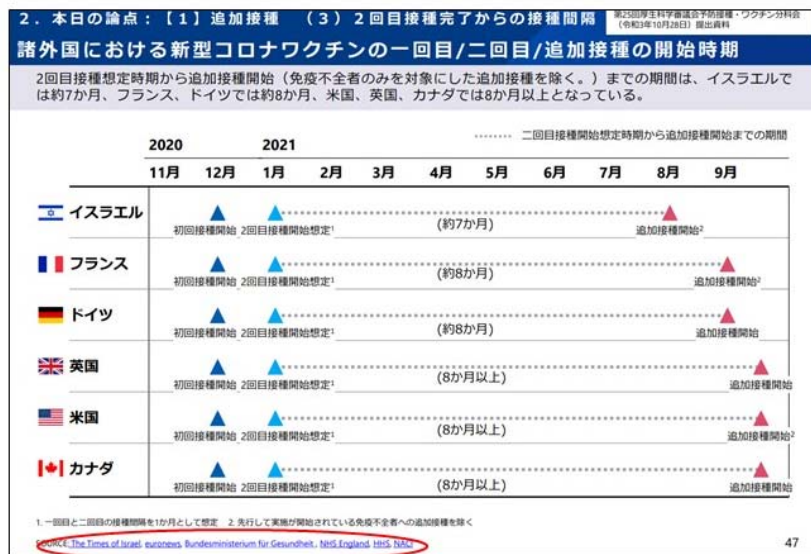 2．本日の論点：【1】追加接種　（3）2回目接種完了からの接種間隔
第25回厚生科学審議会予防接種・ワクチン分科会
（令和3年10月28日）提出資料
諸外国における新型コロナワクチンの一回目/二回目/追加接種の開始時期
2回目接種想定時期から追加接種開始（免疫不全者のみを対象にした追加接種を除く。）までの期間は、イスラエルで
は約7か月、フランス、ドイツでは約8か月、米国、英国、カナダでは8か月以上となっている。
二回目接種開始想定時期から追加接種開始までの期間
2020 2021
11月 12月 1月 2月 3月 4月 5月 6月 7月 8月 9月
イスラエル (約7か月)
初回接種開始 2回目接種開始想定¹ 追加接種開始²
フランス (約8か月)
初回接種開始 2回目接種開始想定¹ 追加接種開始²
ドイツ (約8か月)
初回接種開始 2回目接種開始想定¹ 追加接種開始
英国 (8か月以上)
初回接種開始 2回目接種開始想定¹ 追加接種開始
米国 (8か月以上)
初回接種開始 2回目接種開始想定¹ 追加接種開始²
カナダ (8か月以上)
初回接種開始 2回目接種開始想定¹ 追加接種開始
1. 一回目と二回目の接種間隔を1か月として想定　2. 先行して実施が開始されている免疫不全者への追加接種を除く
SOURCE: The Times of Israel, euronews, Bundesministerium für Gesundheit, NHS England, HHS, NACI
47